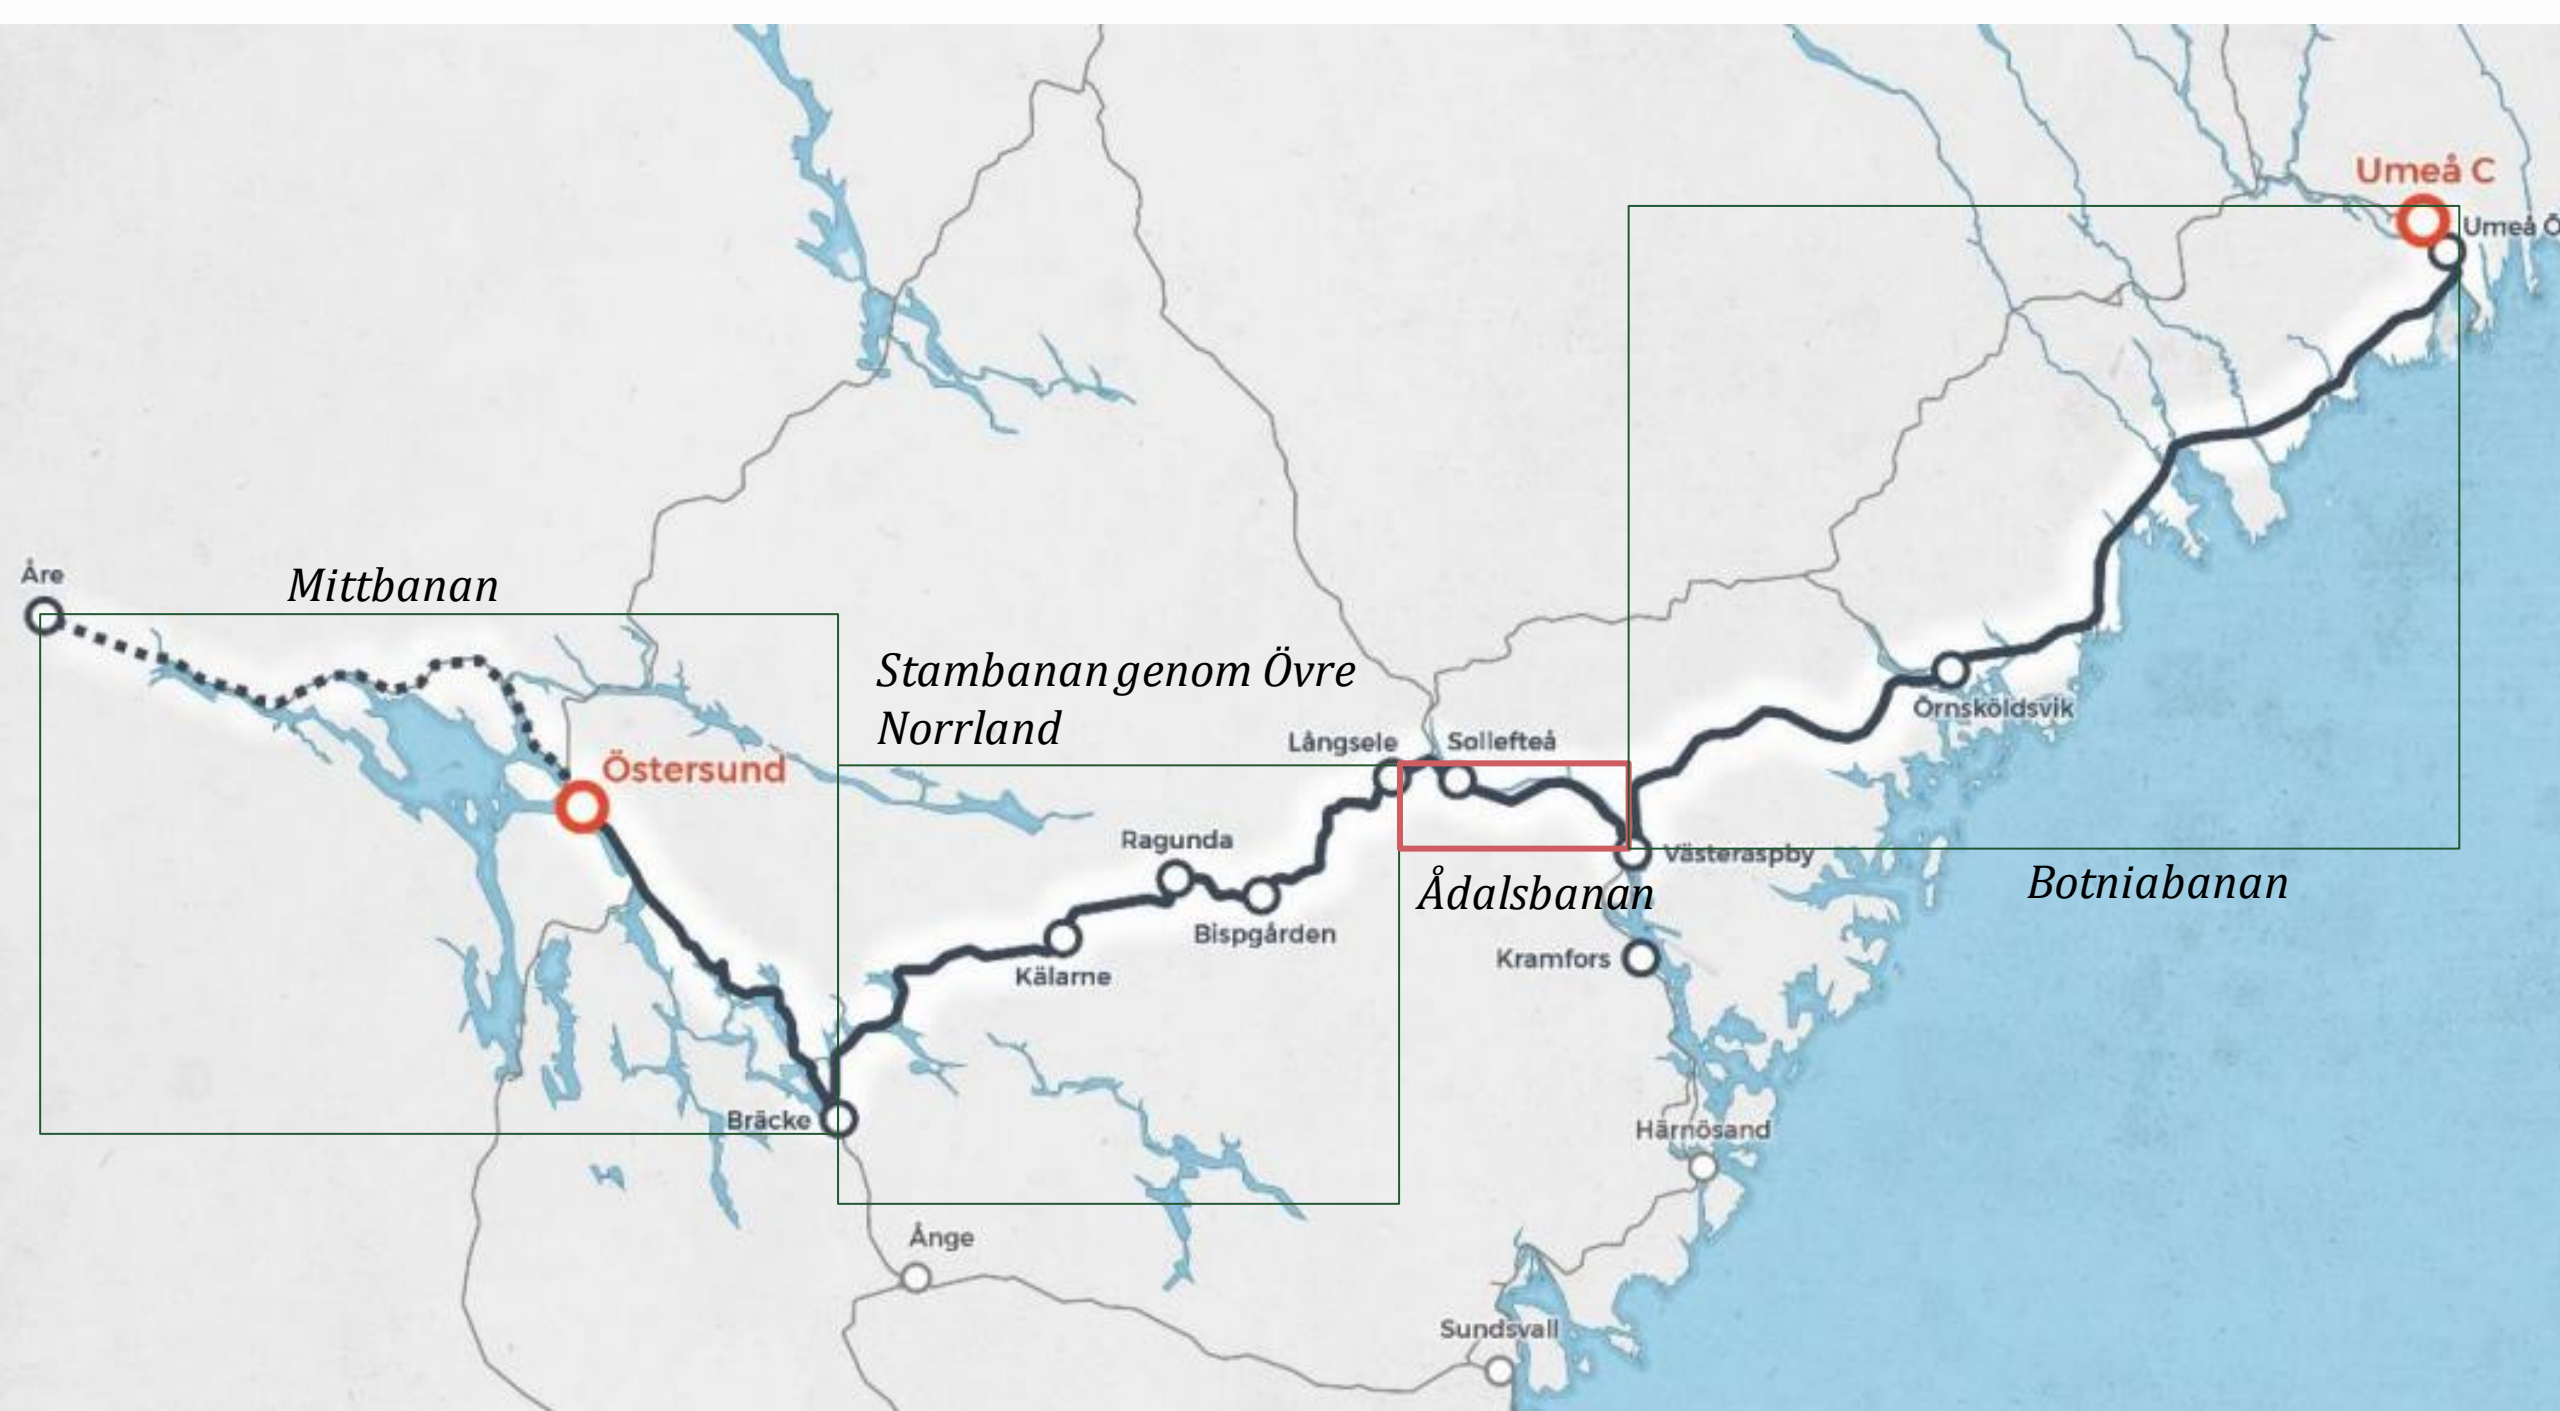 Umeå C
Umeå Ö
Åre
Mittbanan
Stambanan genom Övre
Norrland
Östersund
Långsele
Sollefteå
Örnsköldsvik
Ragunda
Västeraspby
Ådalsbanan
Botniabanan
Bispgården
Kälarne
Kramfors
Bräcke
Härnösand
Ånge
Sundsvall